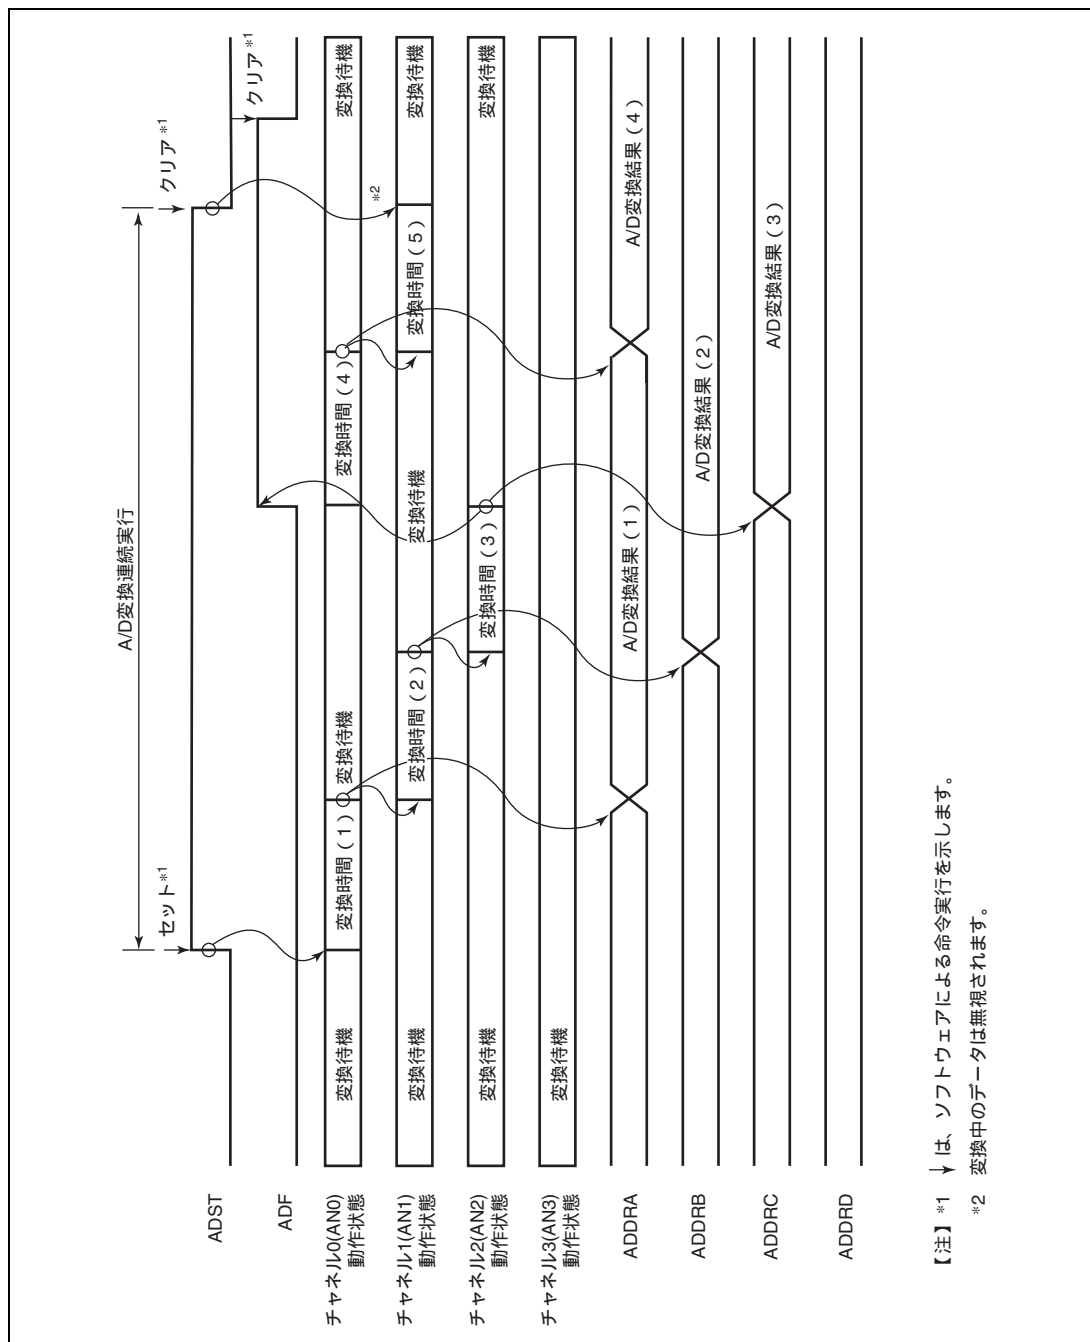 A/D変換連続実行
セット*1
クリア*1
クリア*1
ADST
ADF
チャネル0(AN0)
動作状態
変換待機
変換時間(1)
変換待機
変換時間(4)
変換待機
チャネル1(AN1)
動作状態
変換待機
変換時間(2)
変換待機
変換時間(5)
*2
変換待機
チャネル2(AN2)
動作状態
変換待機
変換時間(3)
変換待機
チャネル3(AN3)
動作状態
変換待機
ADDRA
A/D変換結果(1)
A/D変換結果(4)
ADDRB
A/D変換結果(2)
ADDRC
A/D変換結果(3)
ADDRD
【注】*1 ↓は、ソフトウェアによる命令実行を示します。
*2 変換中のデータは無視されます。